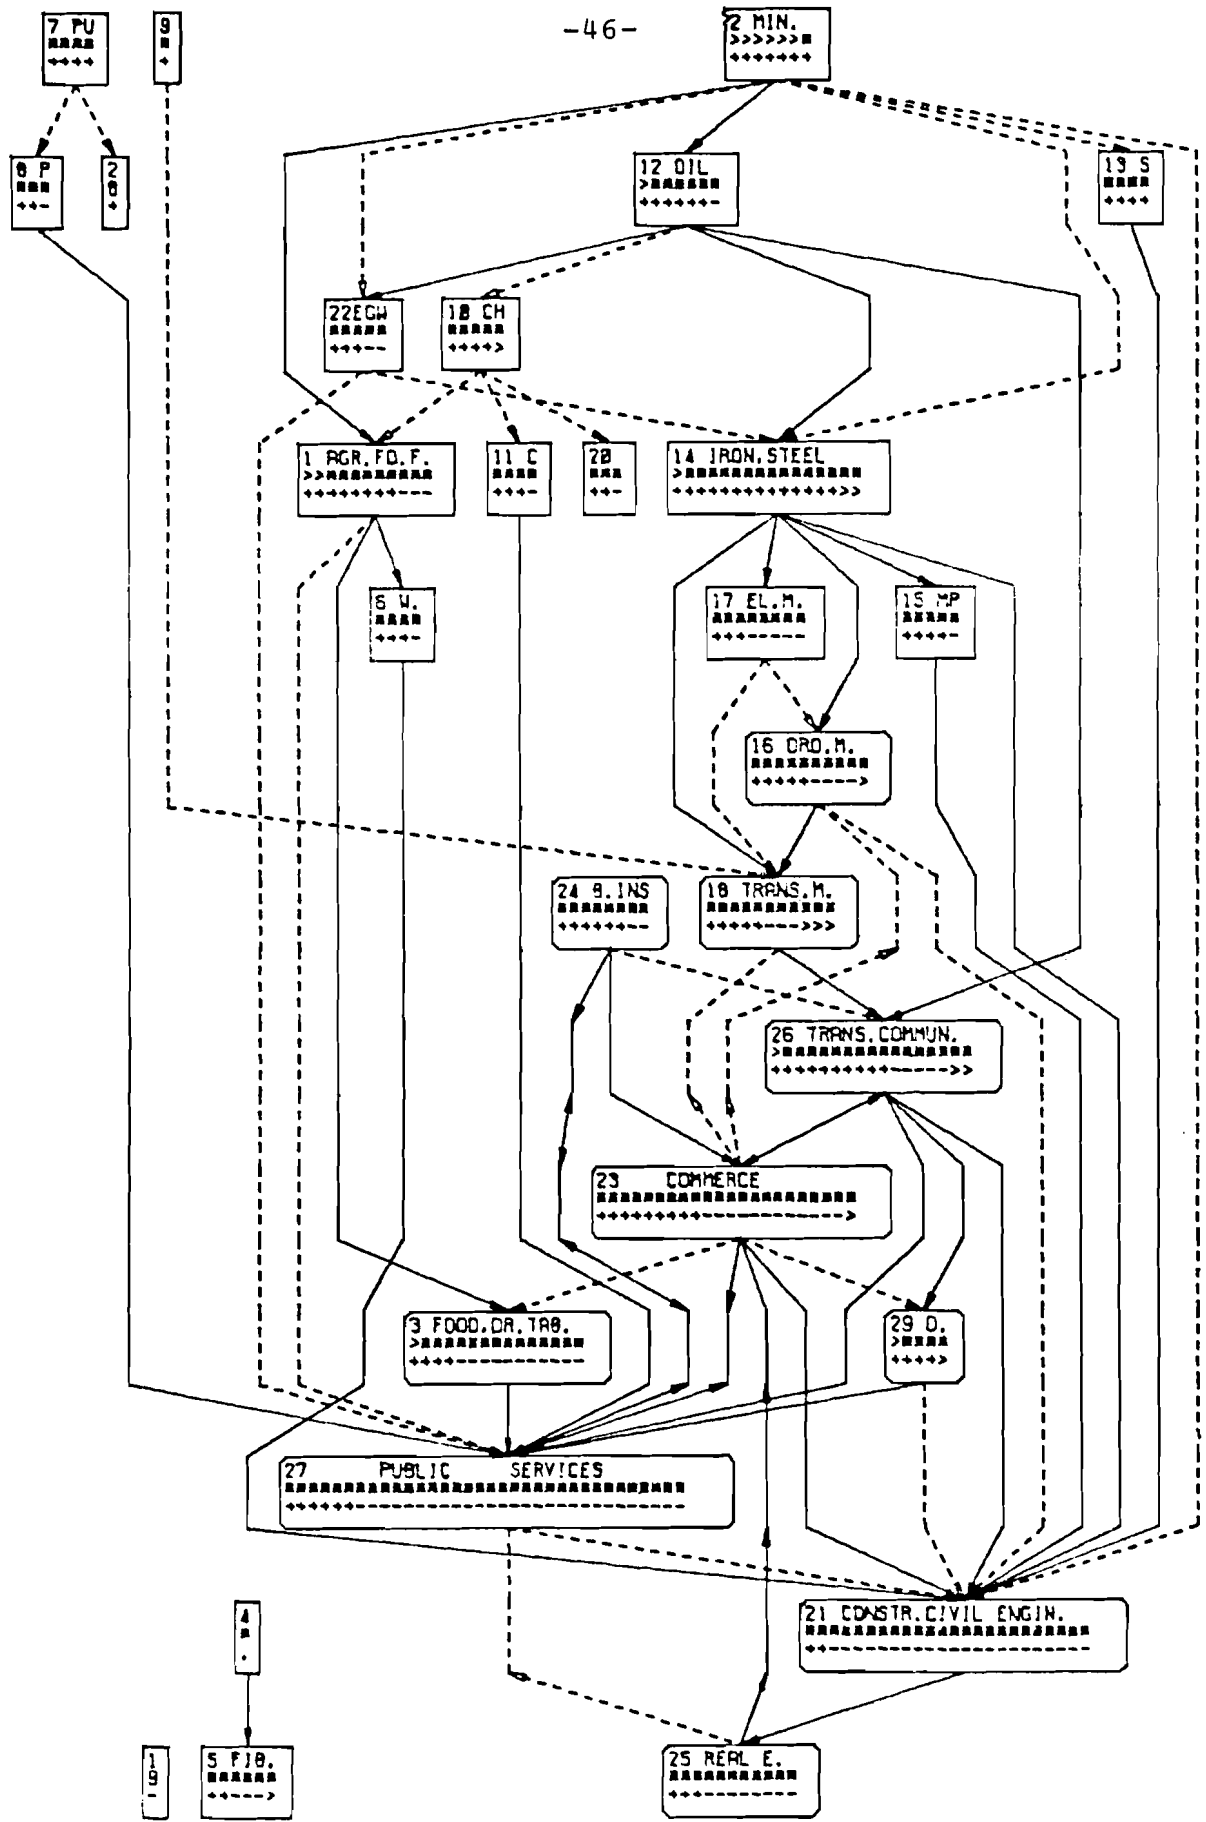 -46-
7 PU
9
2 MIN.
8 P
2 8
12 OIL
13 S
22EGW
10 CH
1 AGR.FD.F.
11 C
20
14 IRON.STEEL
6 W.
17 EL.M.
15 MP
16 ORD.M.
24 B.INS
18 TRANS.M.
26 TRANS.COMMUN.
23 COMMERCE
3 FOOD.DR.TAB.
29 D.
27 PUBLIC SERVICES
4
21 CONSTR.CIVIL ENGIN.
1 9
5 FIB.
25 REAL E.